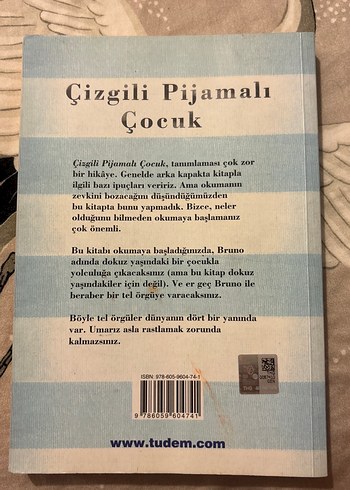 Çizgili Pijamalı
Çocuk
Çizgili Pijamalı Çocuk, tanımlaması çok zor
bir hikâye. Genelde arka kapakta kitapla
ilgili bazı ipuçları veririz. Ama okumanın
zevkini bozacağını düşündüğümüzden
bu kitapta bunu yapmadık. Bizce, neler
olduğunu bilmeden okumaya başlamanız
çok önemli.
Bu kitabı okumaya başladığınızda, Bruno
adında dokuz yaşındaki bir çocukla
yolculuğa çıkacaksınız (ama bu kitap dokuz
yaşındakiler için değil). Ve er geç Bruno ile
beraber bir tel örgüye varacaksınız.
Böyle tel örgüler dünyanın dört bir yanında
var. Umarız asla rastlamak zorunda
kalmazsınız.
ISBN: 978-605-9604-74-1
9 786059 604741
www.tudem.com